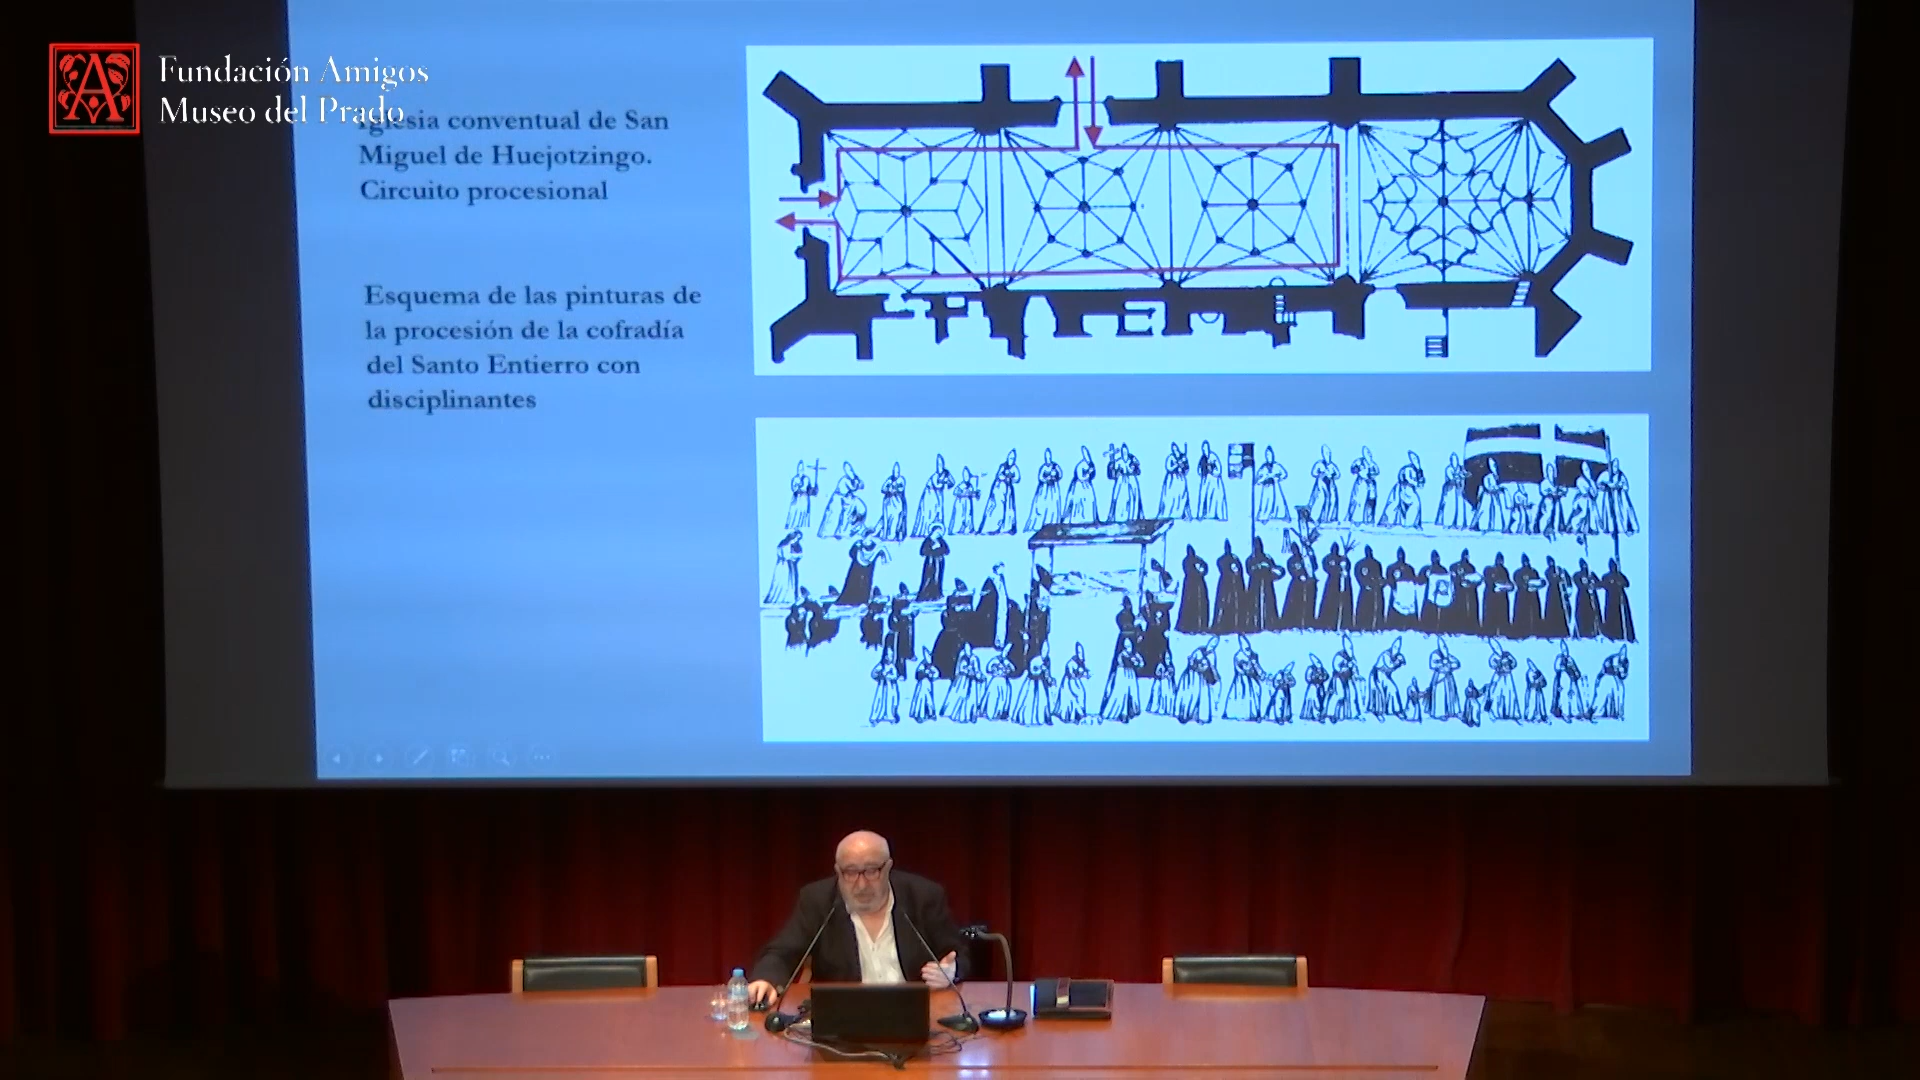 Fundación Amigos
Museo del Prado
Iglesia conventual de San
Miguel de Huejotzingo.
Circuito procesional
Esquema de las pinturas de
la procesión de la cofradía
del Santo Entierro con
disciplinantes